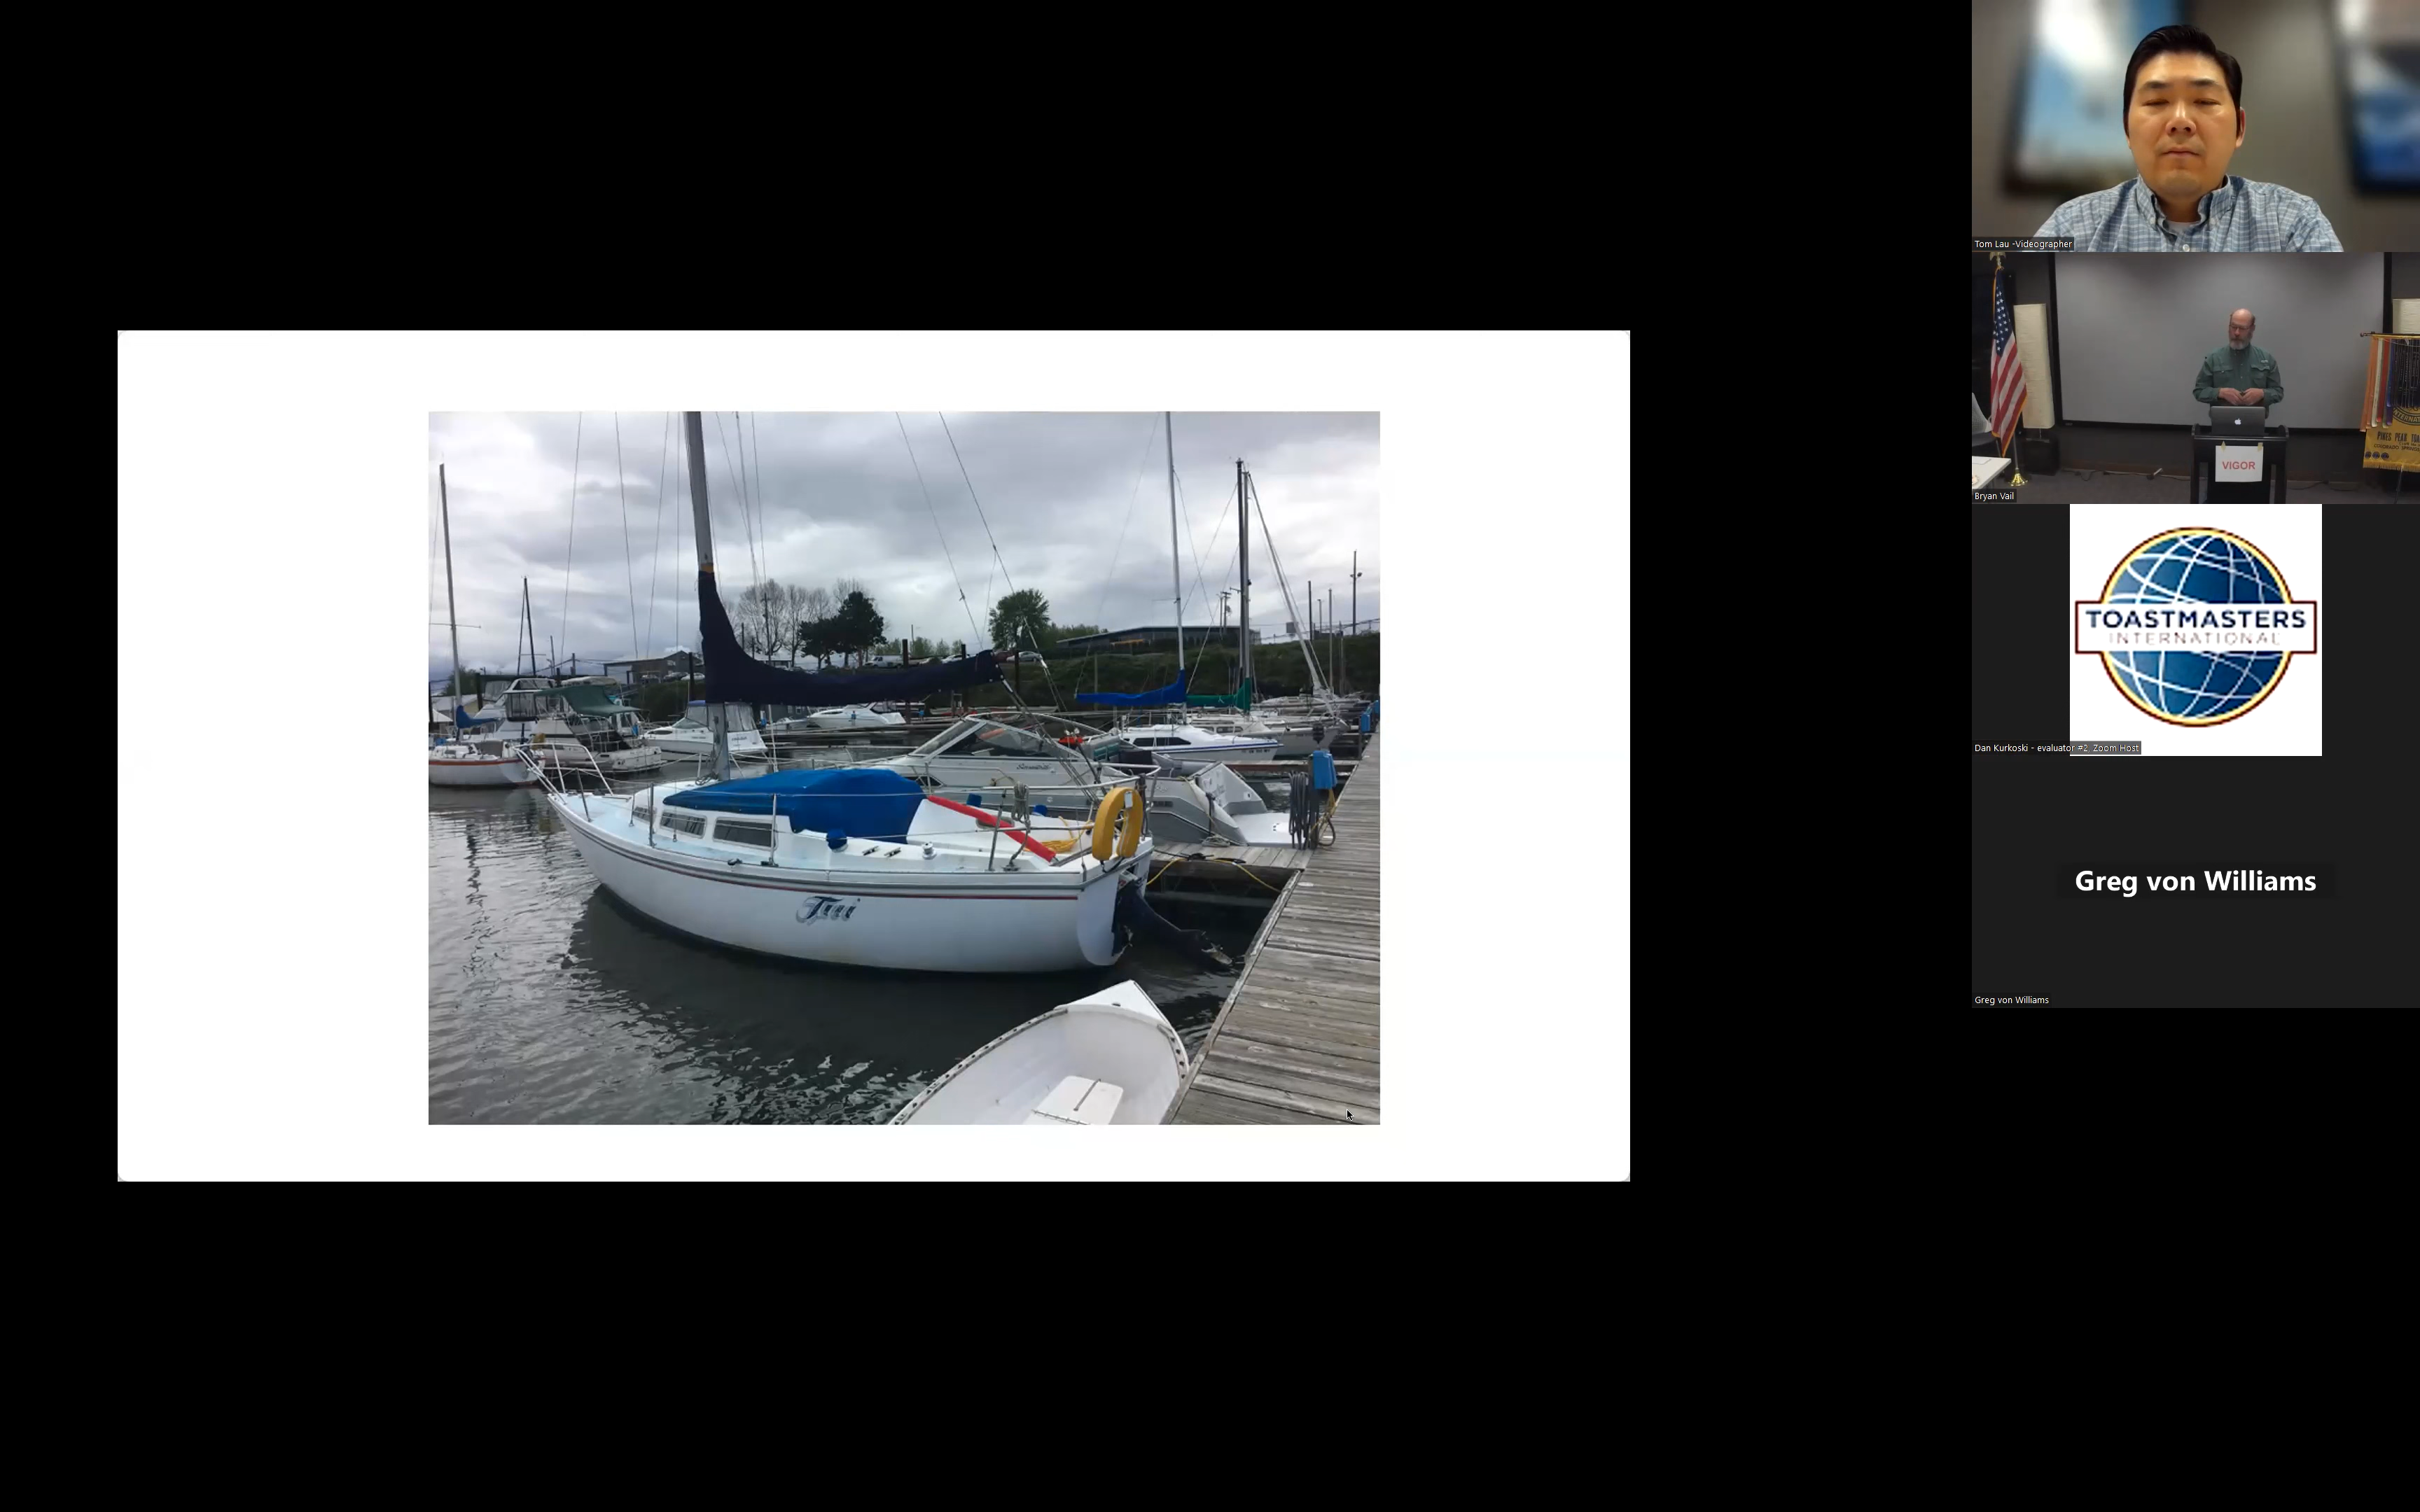 Tui
Tom Lau -Videographer
VIGOR
Bryan Vail
TOASTMASTERS
INTERNATIONAL
Dan Kurkoski - evaluator #2, Zoom Host
Greg von Williams
Greg von Williams